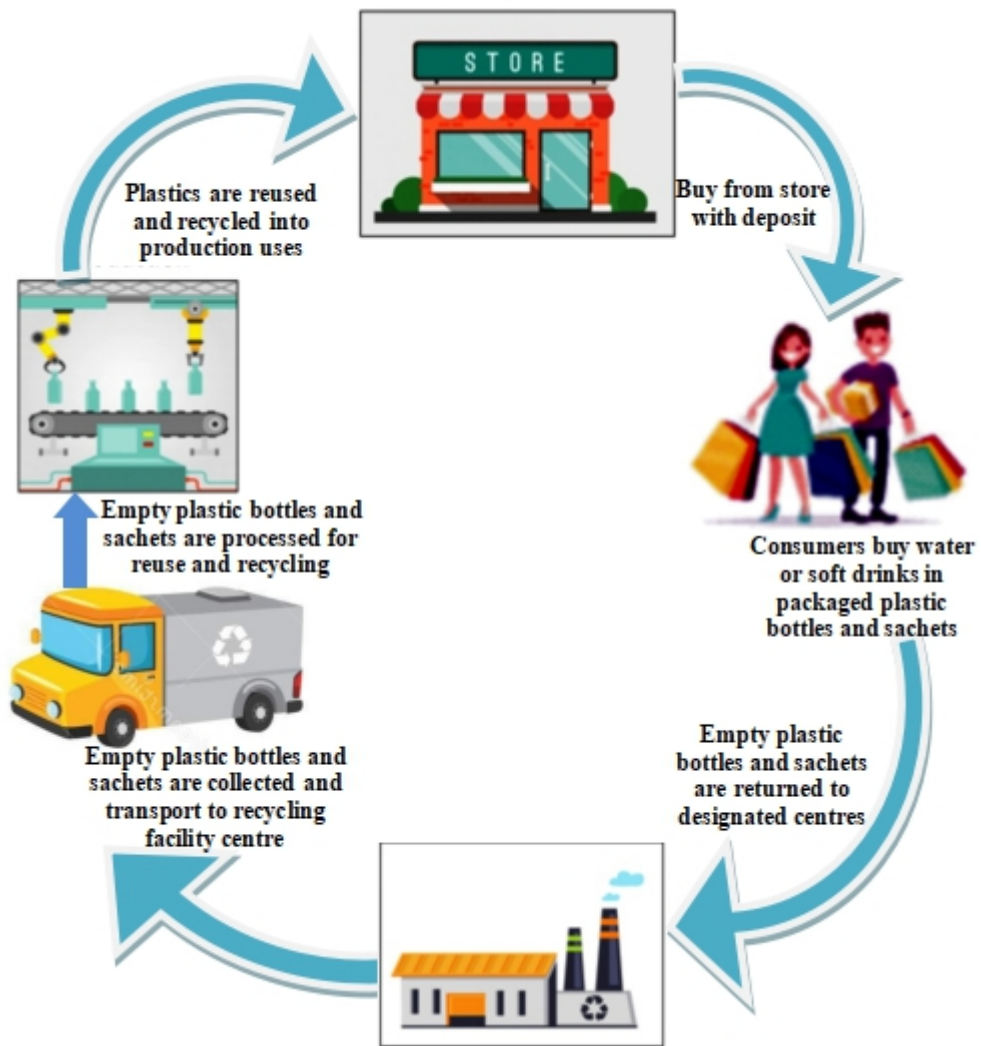 STORE
Buy from store
with deposit
Consumers buy water
or soft drinks in
packaged plastic
bottles and sachets
Empty plastic
bottles and sachets
are returned to
designated centres
Empty plastic bottles and
sachets are collected and
transport to recycling
facility centre
Empty plastic bottles and
sachets are processed for
reuse and recycling
Plastics are reused
and recycled into
production uses